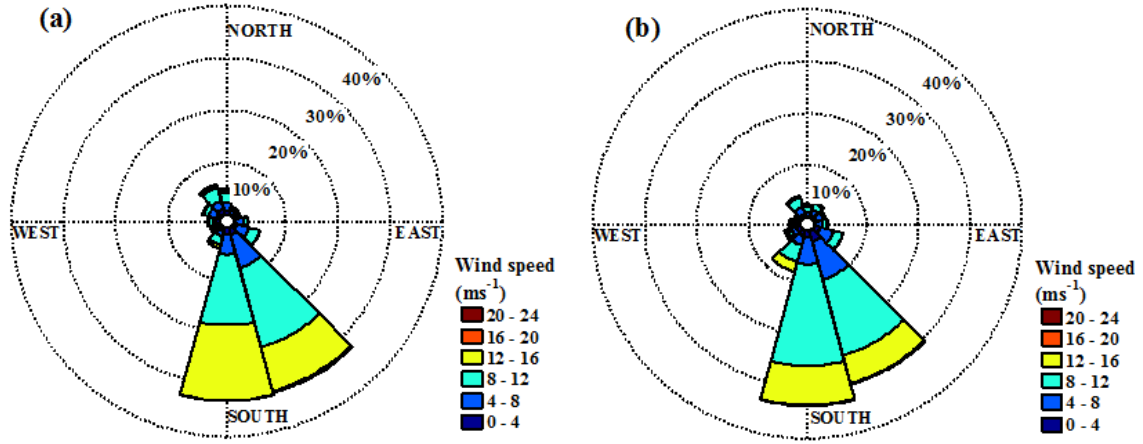 (a)
NORTH
40%
30%
20%
10%
WEST
EAST
SOUTH
Wind speed
(ms⁻¹)
20 - 24
16 - 20
12 - 16
8 - 12
4 - 8
0 - 4
(b)
NORTH
40%
30%
20%
10%
WEST
EAST
SOUTH
Wind speed
(ms⁻¹)
20 - 24
16 - 20
12 - 16
8 - 12
4 - 8
0 - 4